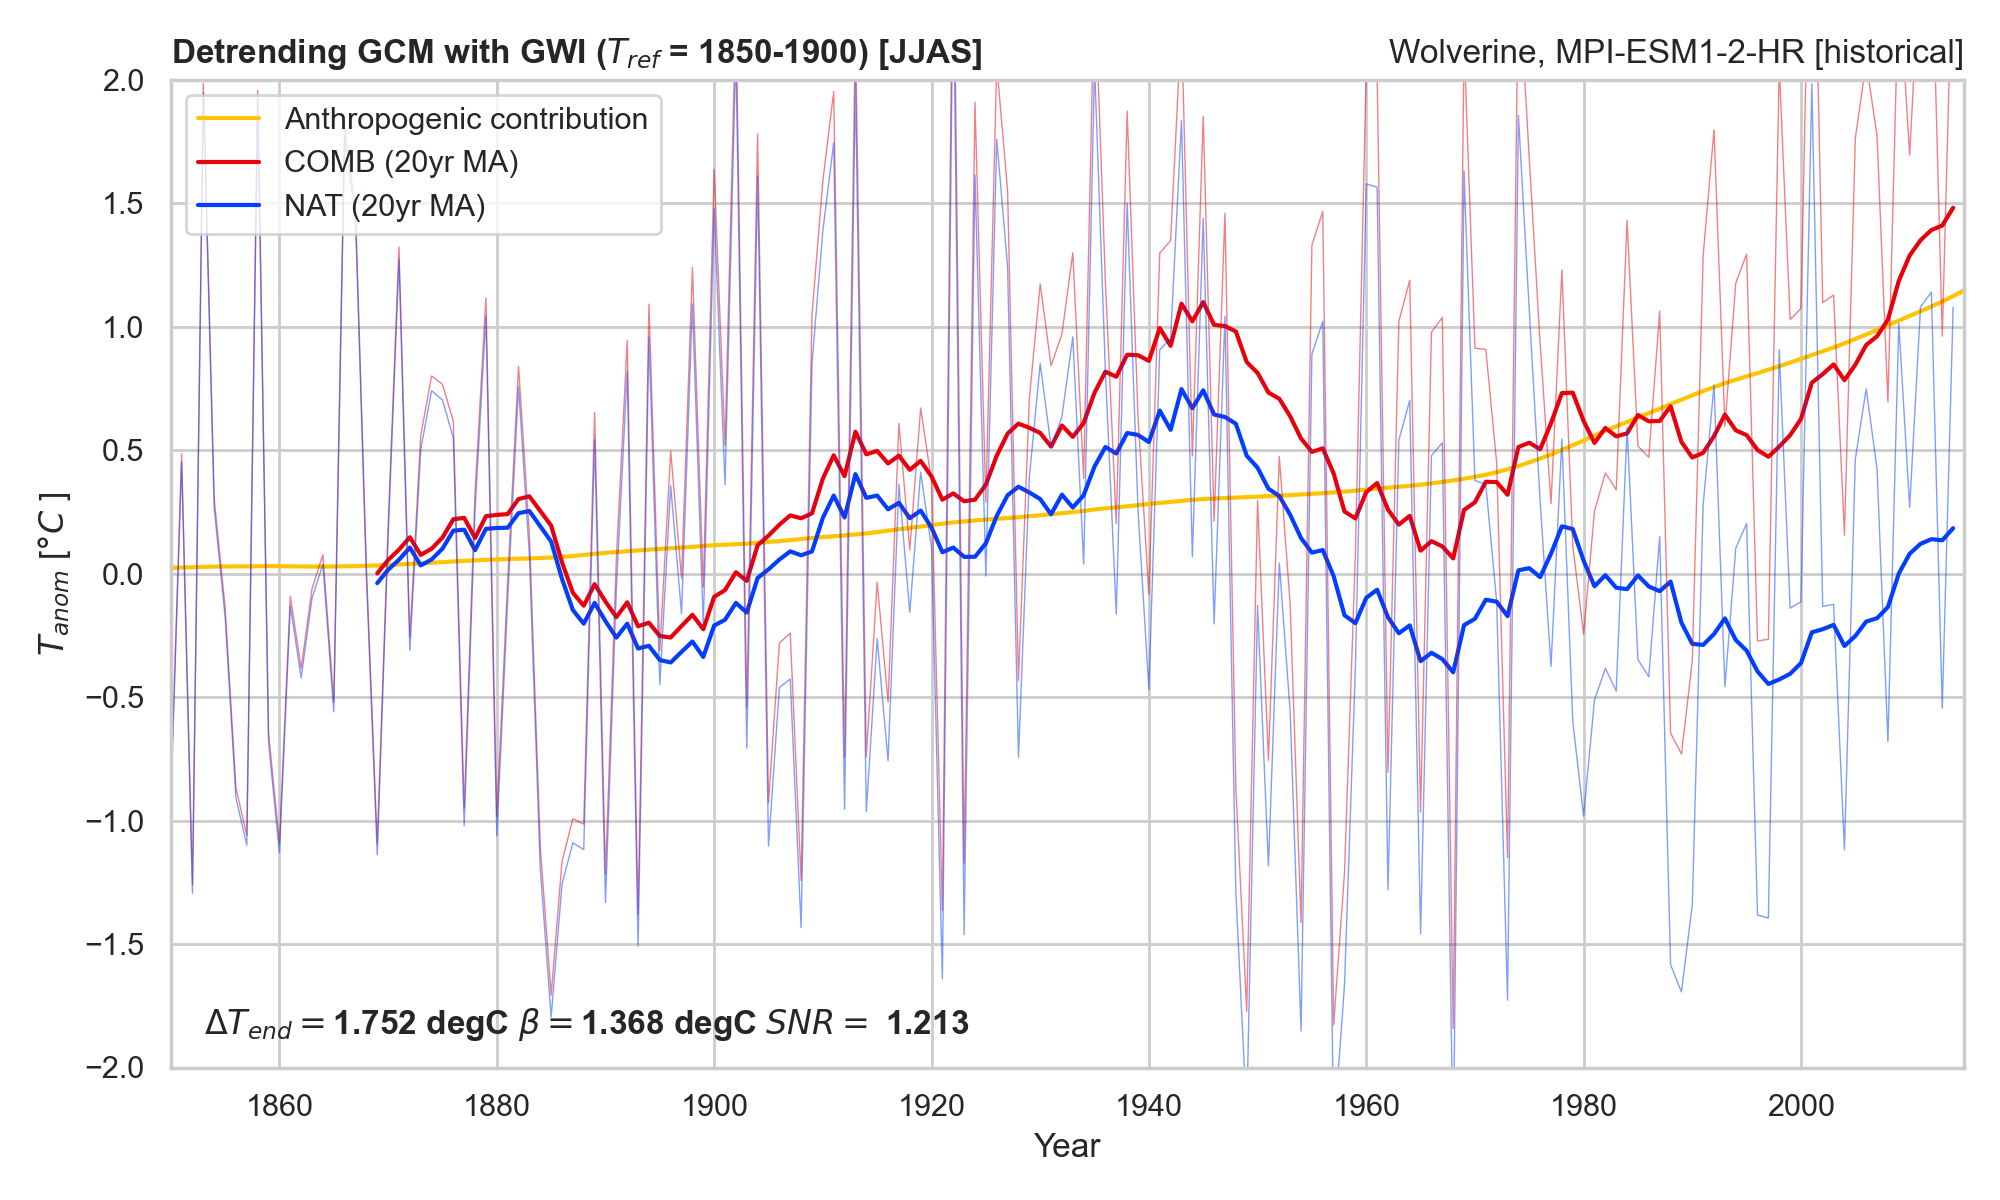 Detrending GCM with GWI (T_ref = 1850-1900) [JJAS]
Wolverine, MPI-ESM1-2-HR [historical]
Anthropogenic contribution
COMB (20yr MA)
NAT (20yr MA)
2.0
1.5
1.0
0.5
0.0
−0.5
−1.0
−1.5
−2.0
T_anom [°C ]
ΔT_end = 1.752 degC β = 1.368 degC SNR = 1.213
1860 1880 1900 1920 1940 1960 1980 2000
Year